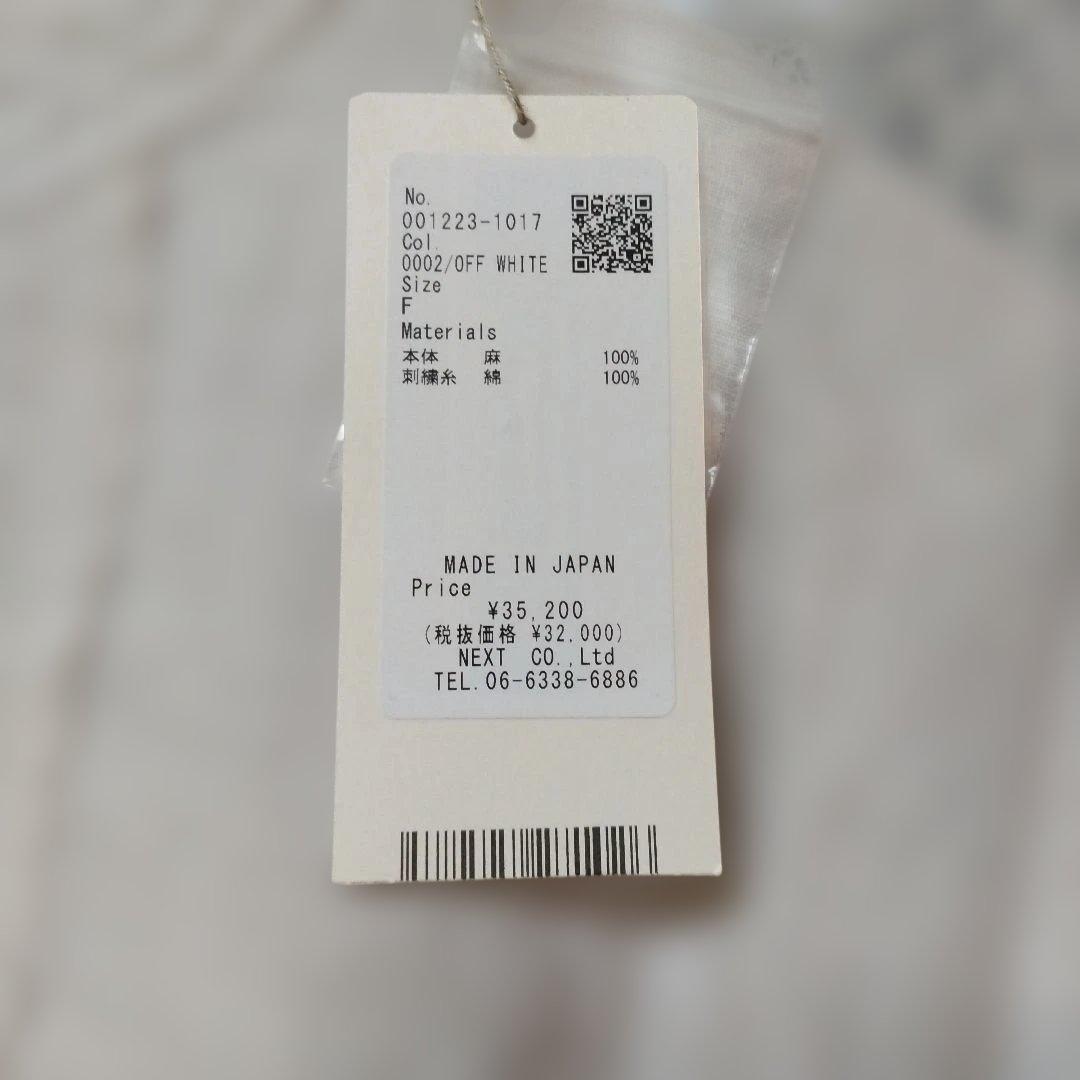 No.
001223-1017
Col.
0002/OFF WHITE
Size
F
Materials
本体 麻 100%
刺繍糸 綿 100%
MADE IN JAPAN
Price
¥35,200
(税抜価格 ¥32,000)
NEXT CO.,Ltd
TEL.06-6338-6886